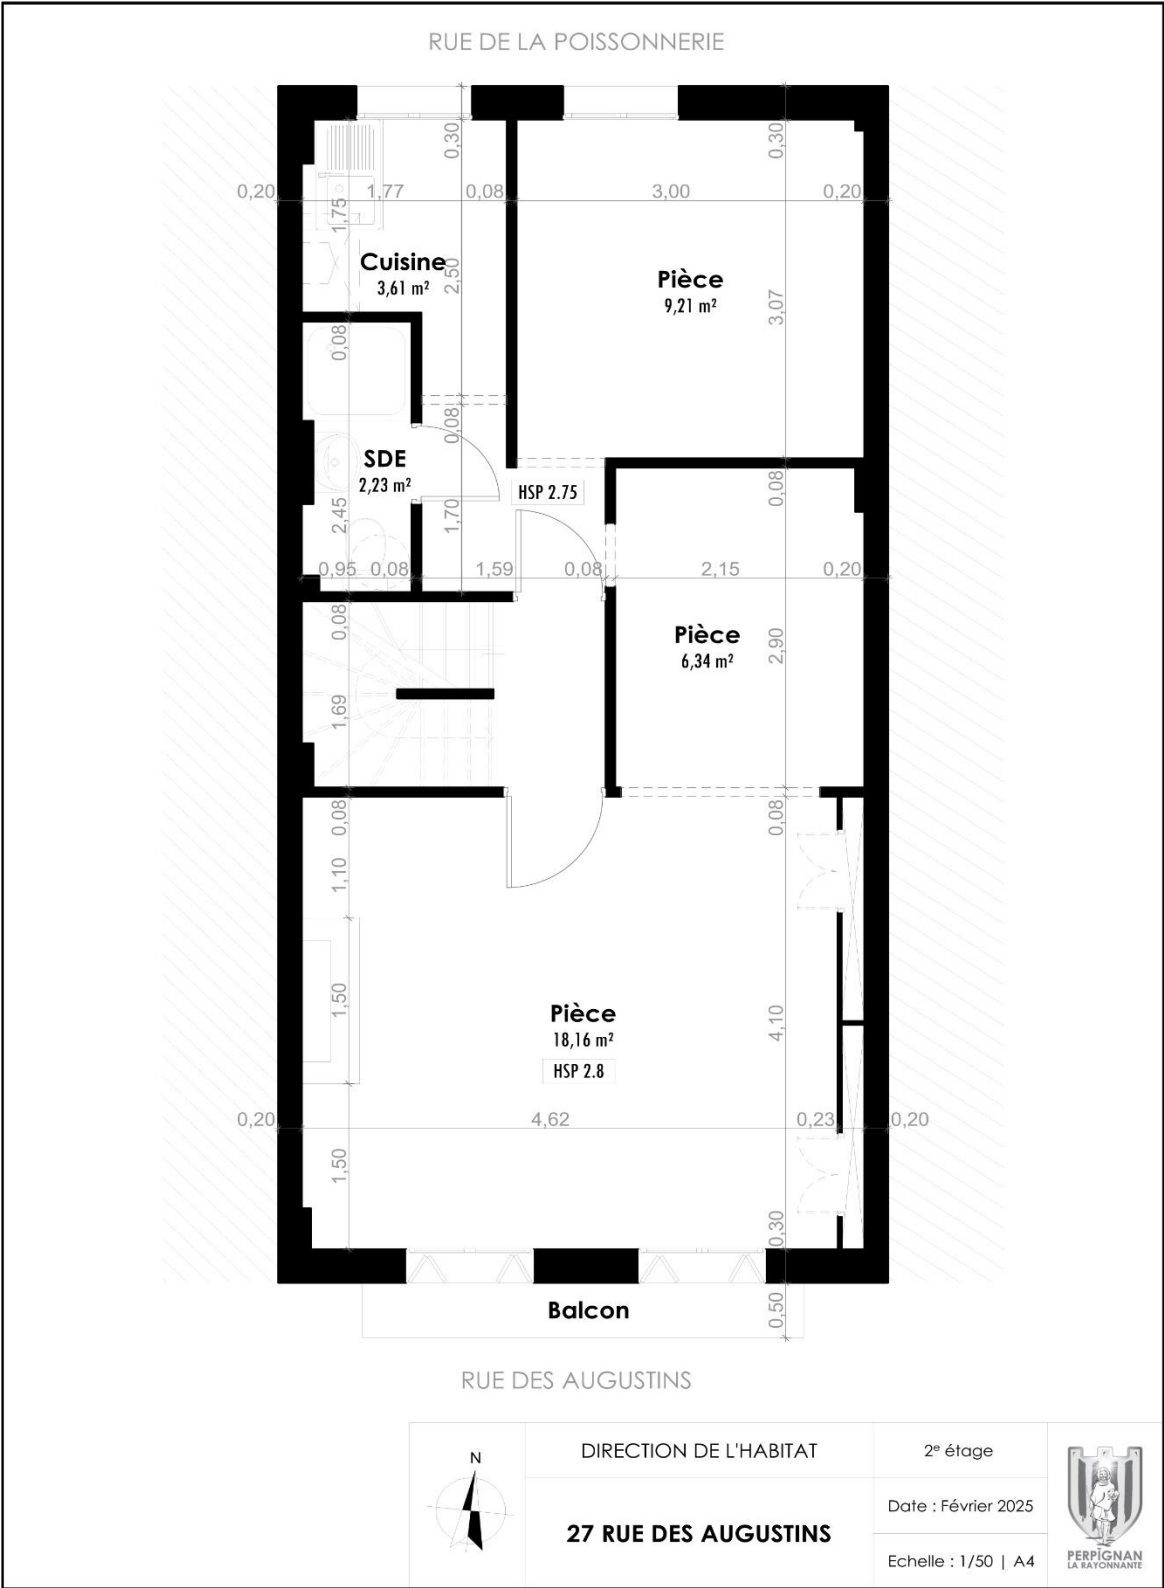 RUE DE LA POISSONNERIE
0,30
0,30
0,20
1,77
0,08
3,00
0,20
1,75
Cuisine
3,61 m²
2,50
Pièce
9,21 m²
3,07
0,08
0,08
SDE
2,23 m²
HSP 2.75
0,08
2,45
1,70
0,95
0,08
1,59
0,08
2,15
0,20
0,08
Pièce
6,34 m²
2,90
1,69
0,08
0,08
1,10
1,50
Pièce
18,16 m²
HSP 2.8
4,10
0,20
4,62
0,23
0,20
1,50
0,30
Balcon
0,50
RUE DES AUGUSTINS
N
DIRECTION DE L'HABITAT
2e étage
Date : Février 2025
27 RUE DES AUGUSTINS
Echelle : 1/50 | A4
PERPIGNAN
LA RAYONNANTE